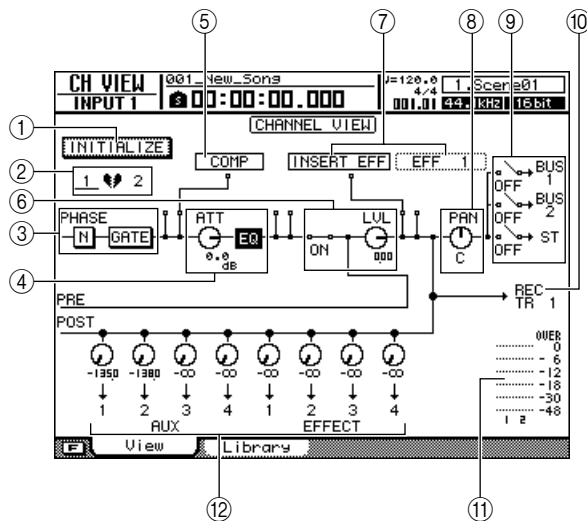 ⑤ ⑦ ⑧ ⑨ ⑩
CH VIEW
INPUT 1
001_New_Song
00:00:00.000
♩=120.0
4/4
001.01
1.Scene01
44.1kHz 16bit
CHANNEL VIEW
① INITIALIZE
COMP
INSERT EFF
EFF 1
② 1 2
⑥
③ PHASE
N GATE
ATT
0.0
dB
EQ
ON
LVL
000
PAN
C
OFF BUS 1
OFF BUS 2
OFF ST
④
PRE
REC
TR 1
POST
OVER
0
-6
-12
-18
-30
-48
1 2
-1350 -1380 -∞ -∞ -∞ -∞ -∞ -∞
1 2 3 4 1 2 3 4
AUX EFFECT
F View Library
⑫ ⑪